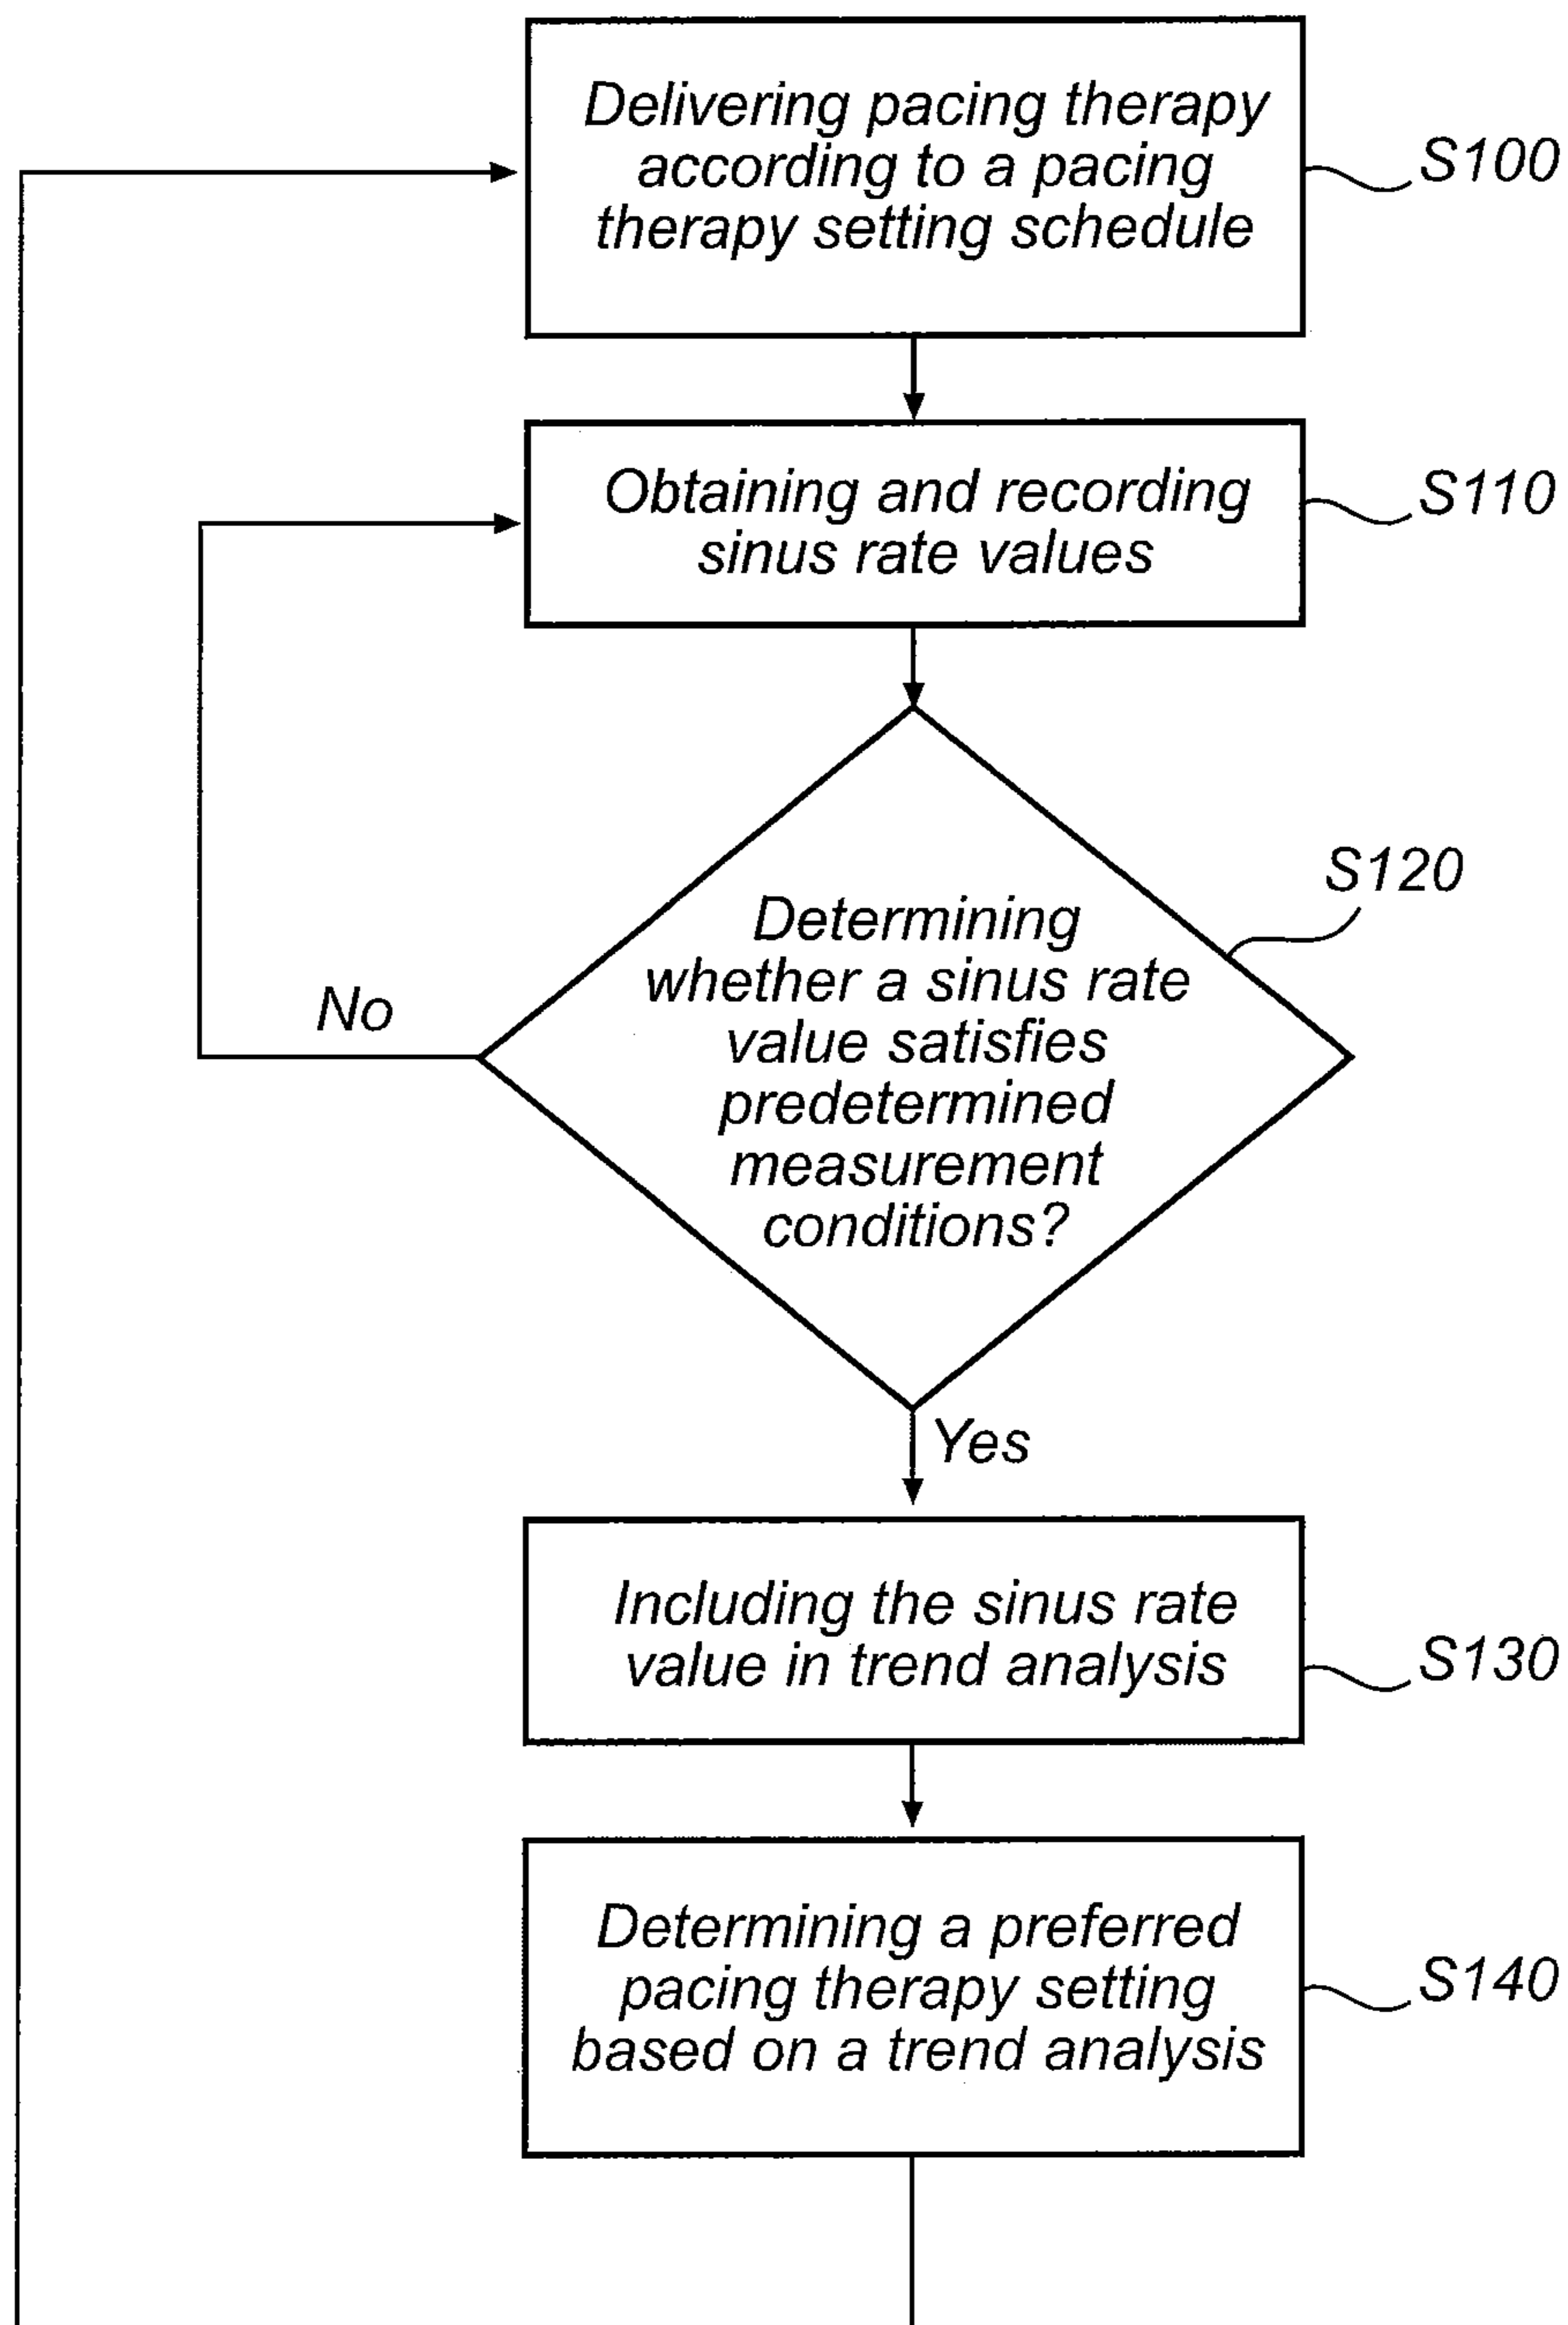 Delivering pacing therapy
according to a pacing
therapy setting schedule
S100
Obtaining and recording
sinus rate values
S110
S120
Determining
whether a sinus rate
value satisfies
predetermined
measurement
conditions?
No
Yes
Including the sinus rate
value in trend analysis
S130
Determining a preferred
pacing therapy setting
based on a trend analysis
S140